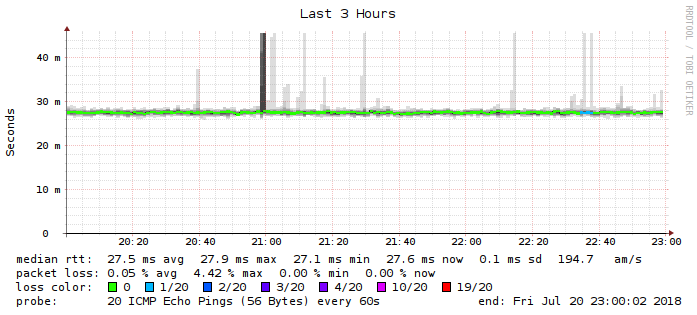 Last 3 Hours
RRDTOOL / TOBI OETIKER
Seconds
40 m
30 m
20 m
10 m
0
20:20 20:40 21:00 21:20 21:40 22:00 22:20 22:40 23:00
median rtt: 27.5 ms avg 27.9 ms max 27.1 ms min 27.6 ms now 0.1 ms sd 194.7 am/s
packet loss: 0.05 % avg 4.42 % max 0.00 % min 0.00 % now
loss color: 0 1/20 2/20 3/20 4/20 10/20 19/20
probe: 20 ICMP Echo Pings (56 Bytes) every 60s end: Fri Jul 20 23:00:02 2018